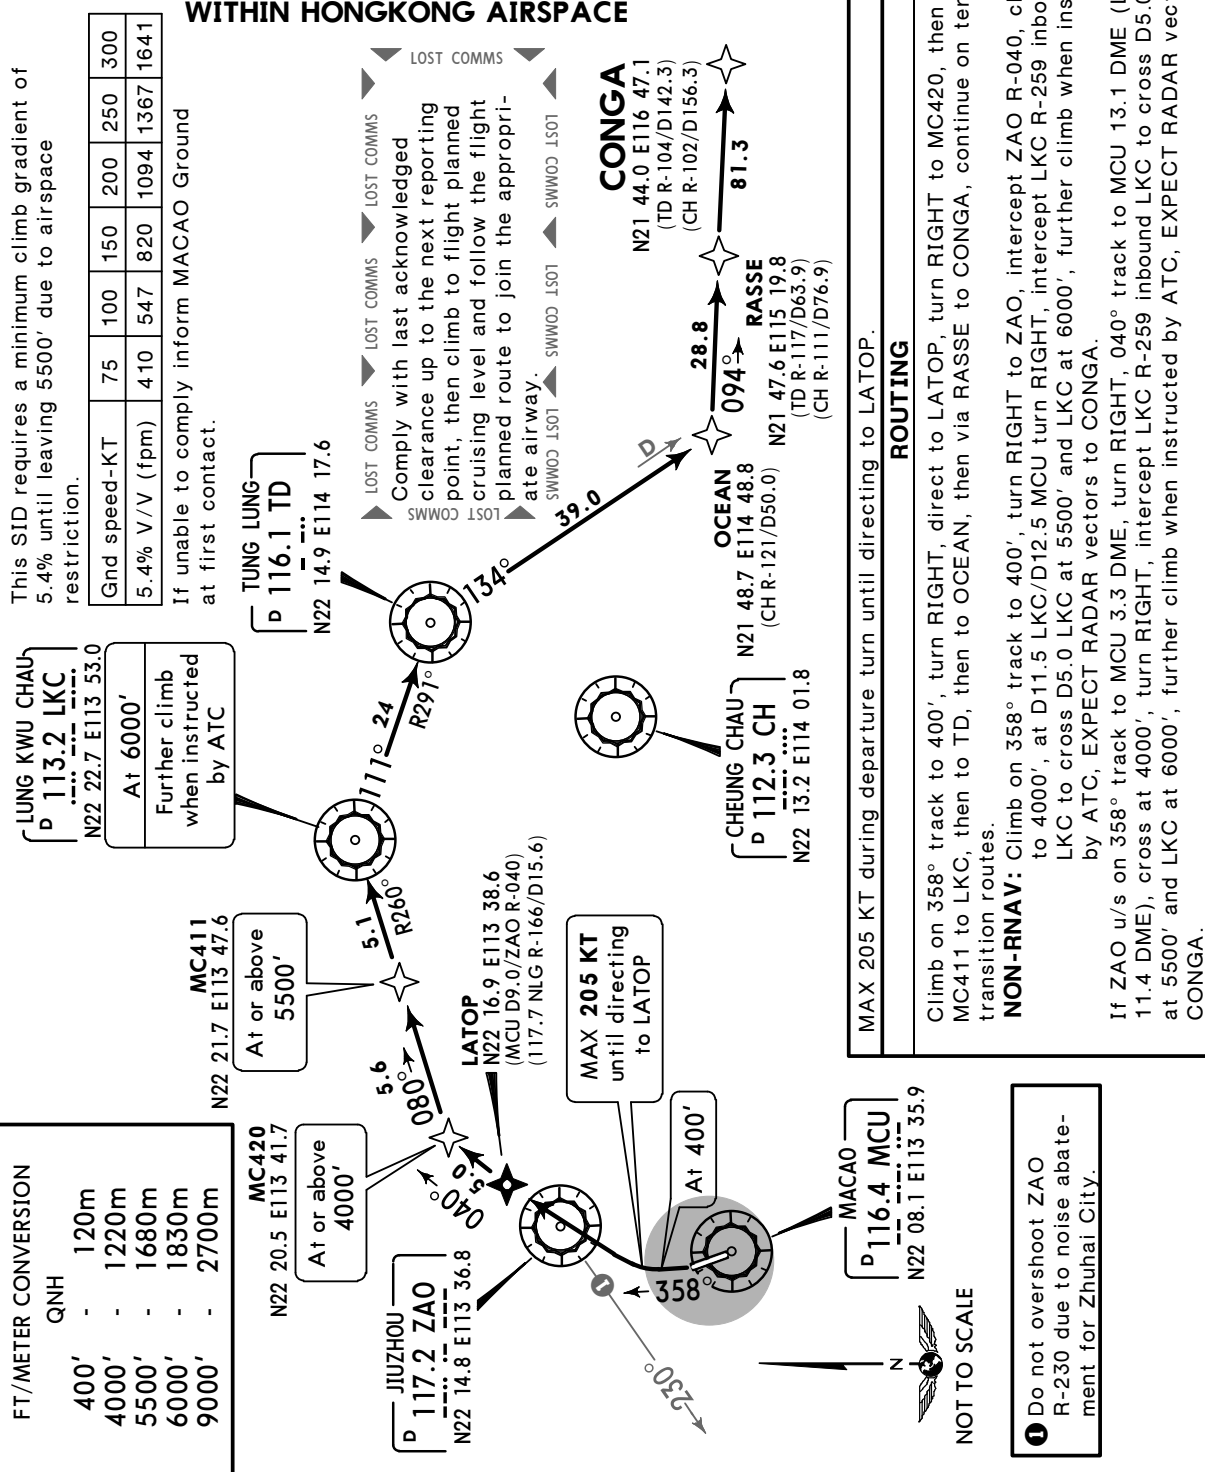 WITHIN HONGKONG AIRSPACE
This SID requires a minimum climb gradient of
5.4% until leaving 5500' due to airspace
restriction.
Gnd speed-KT 75 100 150 200 250 300
5.4% V/V (fpm) 410 547 820 1094 1367 1641
If unable to comply inform MACAO Ground
at first contact.
FT/METER CONVERSION
QNH
400' - 120m
4000' - 1220m
5500' - 1680m
6000' - 1830m
9000' - 2700m
LOST COMMS
LOST COMMS
LOST COMMS
LOST COMMS
LOST COMMS
LOST COMMS
LOST COMMS
LOST COMMS
LOST COMMS
Comply with last acknowledged
clearance up to the next reporting
point, then climb to flight planned
cruising level and follow the flight
planned route to join the appropri-
ate airway.
LUNG KWU CHAU
D 113.2 LKC
N22 22.7 E113 53.0
At 6000'
Further climb
when instructed
by ATC
TUNG LUNG
D 116.1 TD
N22 14.9 E114 17.6
CONGA
N21 44.0 E116 47.1
(TD R-104/D142.3)
(CH R-102/D156.3)
81.3
RASSE
N21 47.6 E115 19.8
(TD R-117/D63.9)
(CH R-111/D76.9)
28.8
094°
D
OCEAN
N21 48.7 E114 48.8
(CH R-121/D50.0)
39.0
134°
24
111°
R291°
CHEUNG CHAU
D 112.3 CH
N22 13.2 E114 01.8
MC411
N22 21.7 E113 47.6
At or above
5500'
5.1
R260°
MC420
N22 20.5 E113 41.7
At or above
4000'
5.6
080°
LATOP
N22 16.9 E113 38.6
(MCU D9.0/ZAO R-040)
(117.7 NLG R-166/D15.6)
5.0
040°
MAX 205 KT
until directing
to LATOP
At 400'
JIUZHOU
D 117.2 ZAO
N22 14.8 E113 36.8
1
230°
358°
MACAO
D 116.4 MCU
N22 08.1 E113 35.9
N
NOT TO SCALE
1 Do not overshoot ZAO
R-230 due to noise abate-
ment for Zhuhai City.
MAX 205 KT during departure turn until directing to LATOP.
ROUTING
Climb on 358° track to 400', turn RIGHT, direct to LATOP, turn RIGHT to MC420, then
MC411 to LKC, then to TD, then to OCEAN, then via RASSE to CONGA, continue on
transition routes.
NON-RNAV: Climb on 358° track to 400', turn RIGHT to ZAO, intercept ZAO R-040,
to 4000', at D11.5 LKC/D12.5 MCU turn RIGHT, intercept LKC R-259
LKC to cross D5.0 LKC at 5500' and LKC at 6000', further climb when
by ATC, EXPECT RADAR vectors to CONGA.
If ZAO u/s on 358° track to MCU 3.3 DME, turn RIGHT, 040° track to MCU 13.1 DME
11.4 DME), cross at 4000', turn RIGHT, intercept LKC R-259 inbound LKC to cross
at 5500' and LKC at 6000', further climb when instructed by ATC, EXPECT RADAR
CONGA.